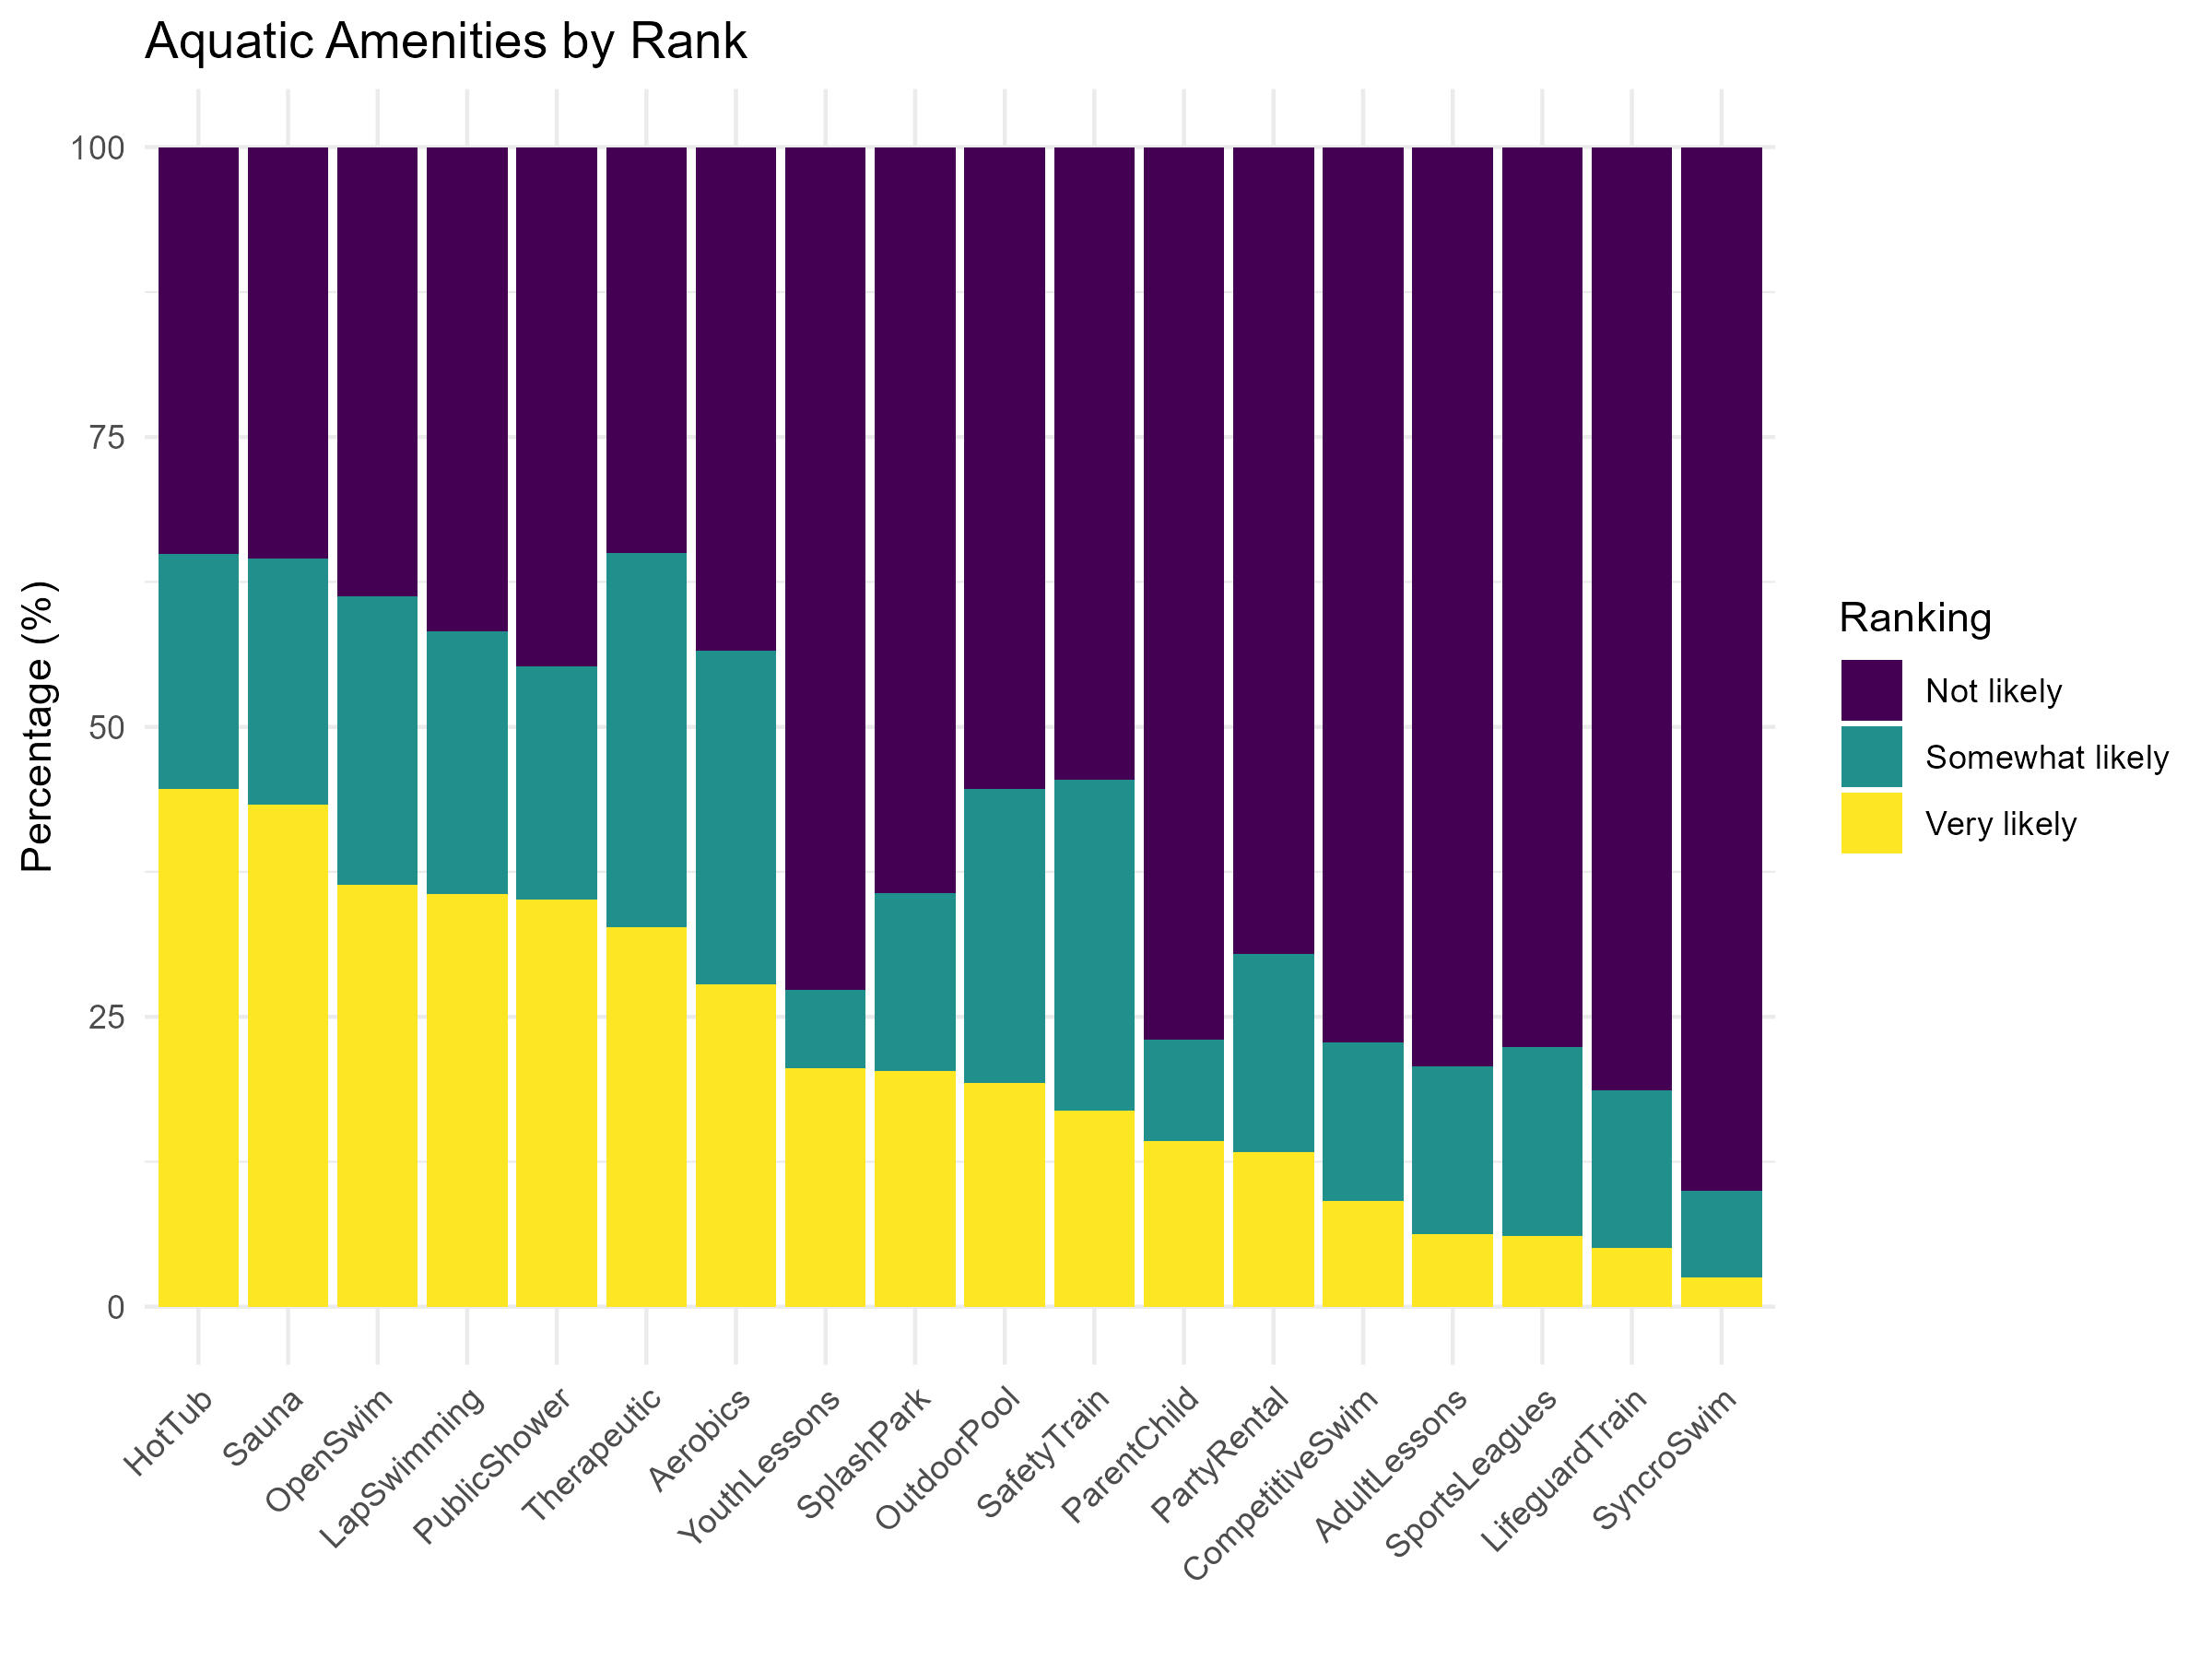 Aquatic Amenities by Rank
Percentage (%)
100
75
50
25
0
HotTub
Sauna
OpenSwim
LapSwimming
PublicShower
Therapeutic
Aerobics
YouthLessons
SplashPark
OutdoorPool
SafetyTrain
ParentChild
PartyRental
CompetitiveSwim
AdultLessons
SportsLeagues
LifeguardTrain
SyncroSwim
Ranking
Not likely
Somewhat likely
Very likely